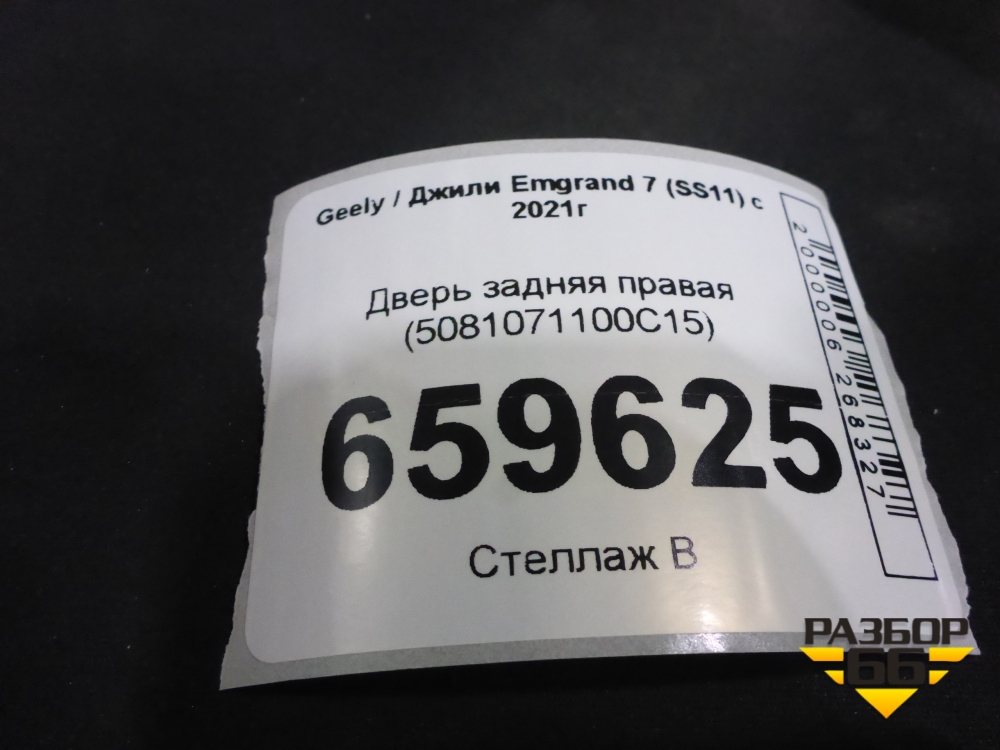 Geely / Джили Emgrand 7 (SS11) с
2021г
Дверь задняя правая
(5081071100C15)
659625
Стеллаж В
2000006268327
РАЗБОР
66